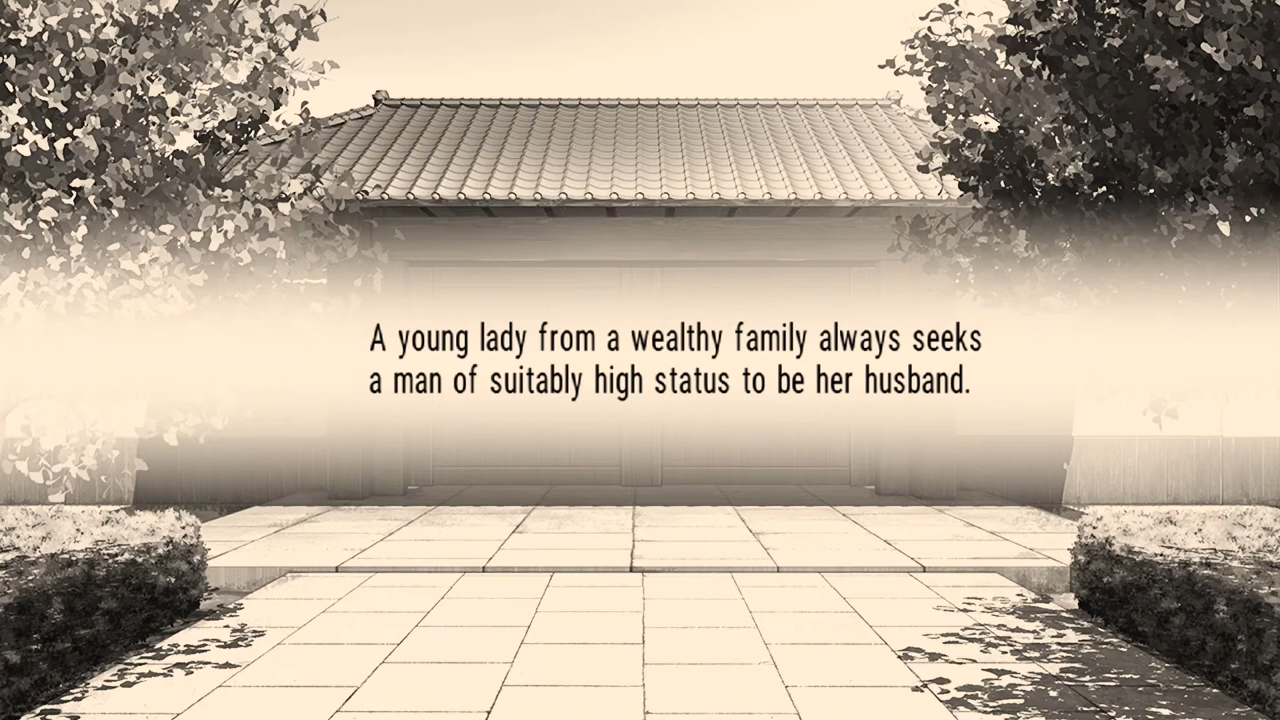 A young lady from a wealthy family always seeks
a man of suitably high status to be her husband.